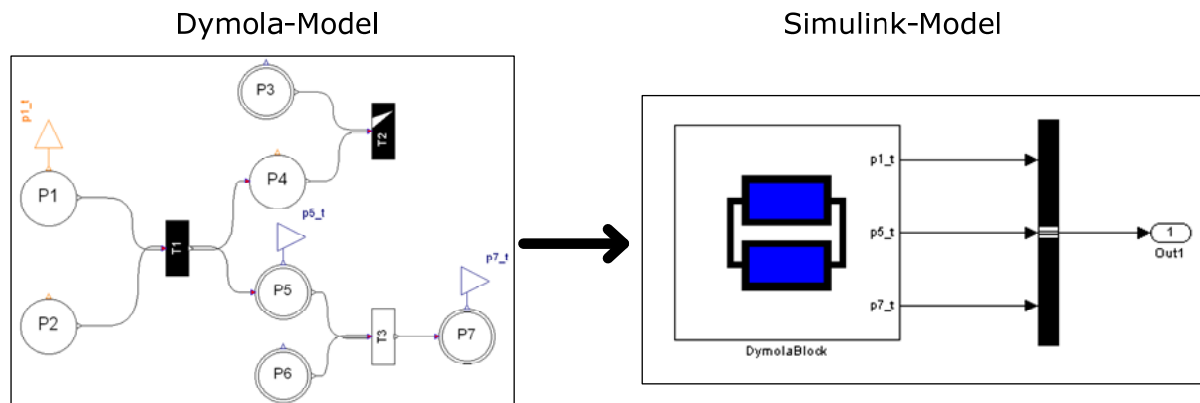 Dymola-Model
Simulink-Model
p1_t
P3
T2
P1
P4
p5_t
T1
p7_t
P5
P2
T3
P7
P6
p1_t
p5_t
p7_t
1
Out1
DymolaBlock